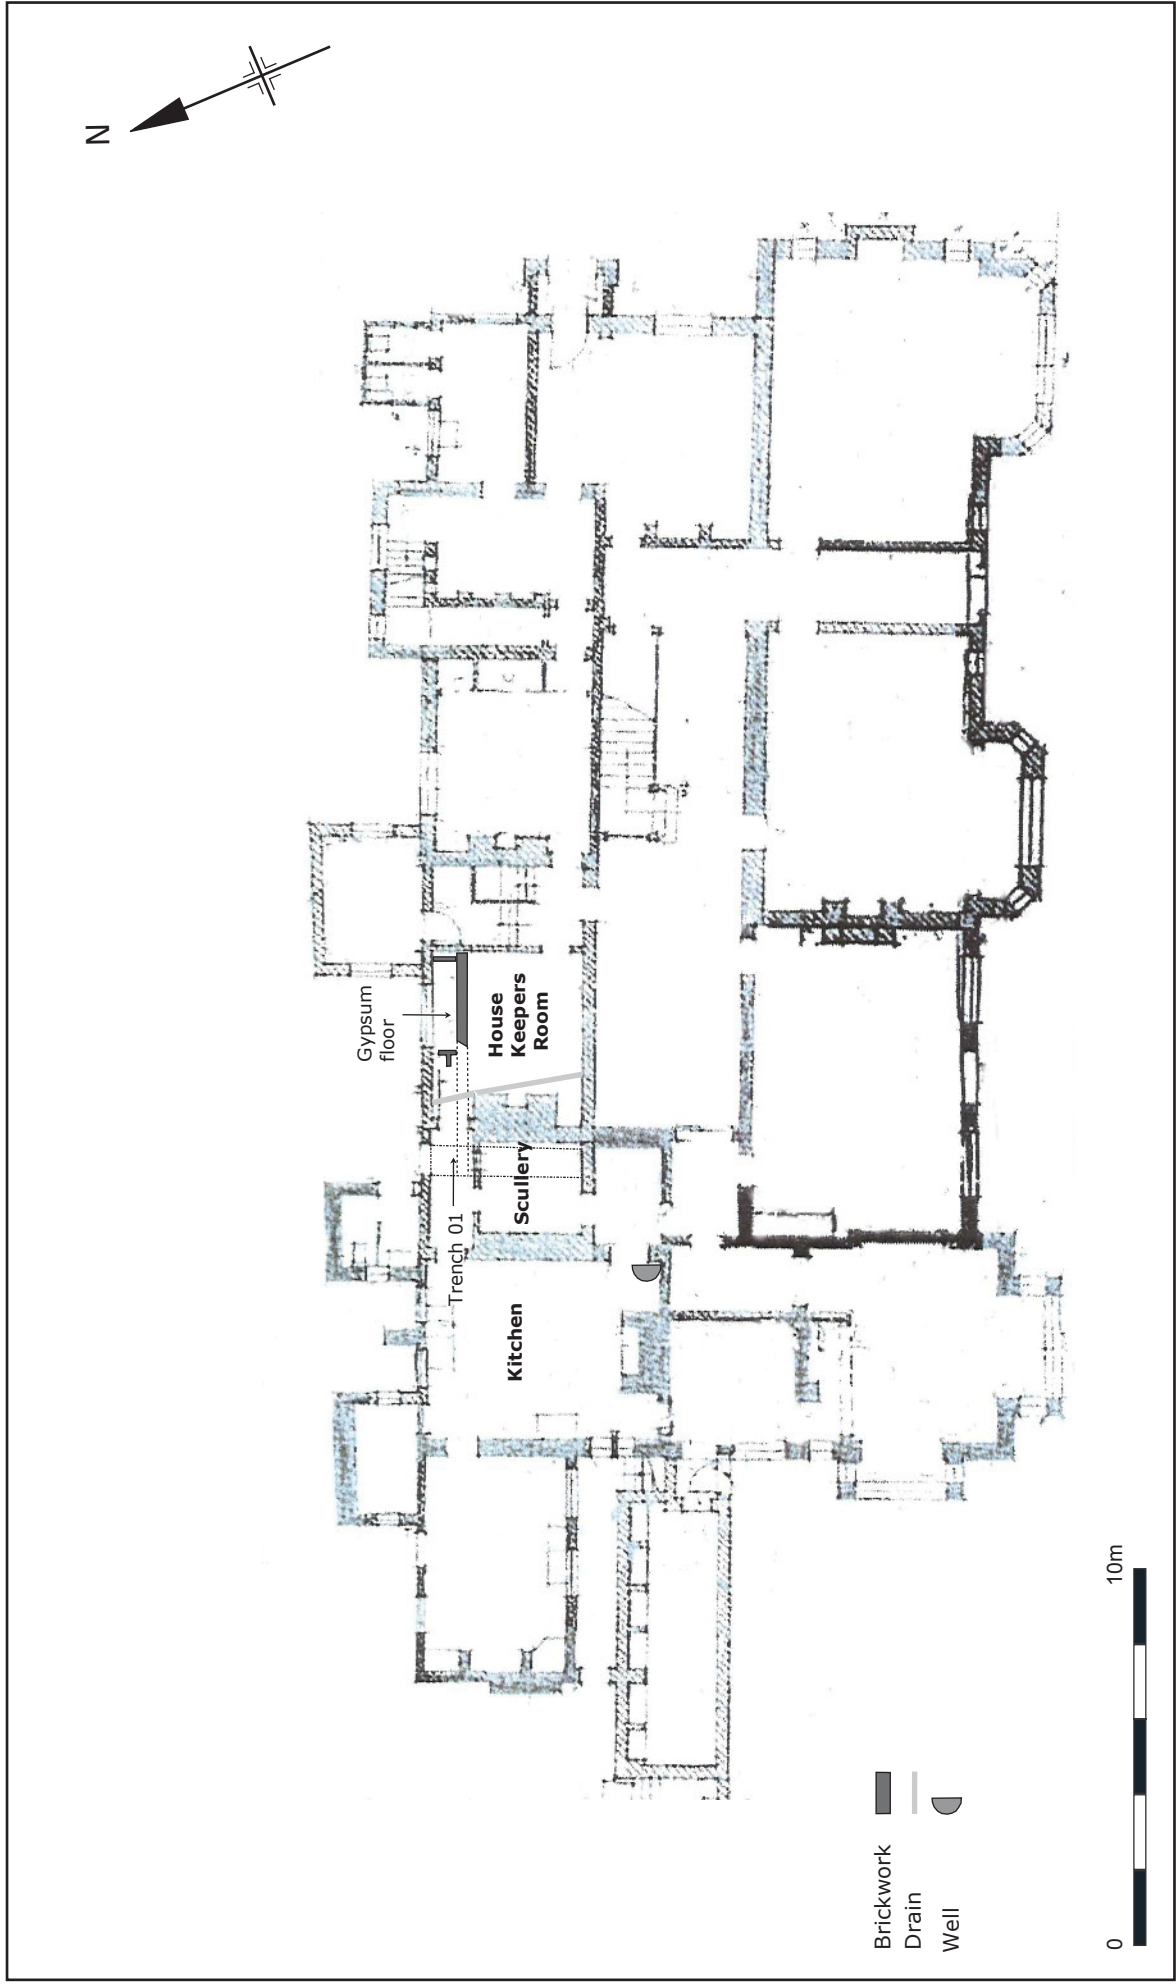 N
Gypsum
floor
House
Keepers
Room
Trench 01
Scullery
Kitchen
Brickwork
Drain
Well
0
10m